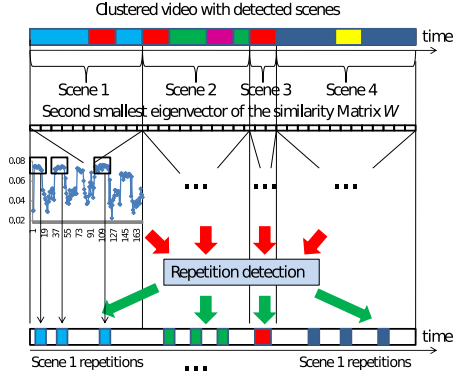 Clustered video with detected scenes
time
Scene 1 Scene 2 Scene 3 Scene 4
Second smallest eigenvector of the similarity Matrix W
0.08
0.06
0.04
0.02
1 19 37 55 73 91 109 127 145 163
Repetition detection
time
Scene 1 repetitions Scene 1 repetitions